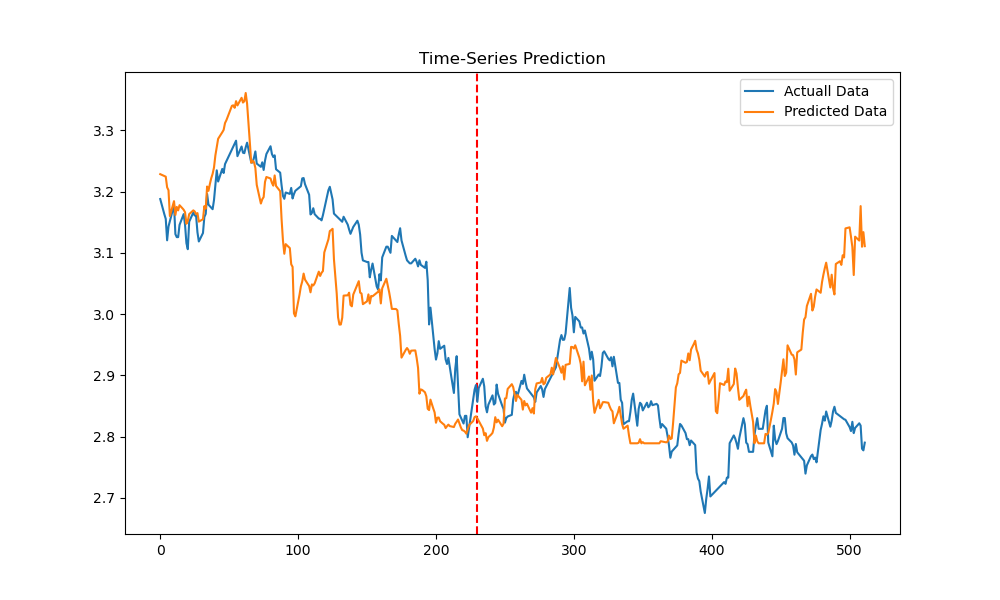 Time-Series Prediction
Actuall Data
Predicted Data
3.3
3.2
3.1
3.0
2.9
2.8
2.7
0 100 200 300 400 500